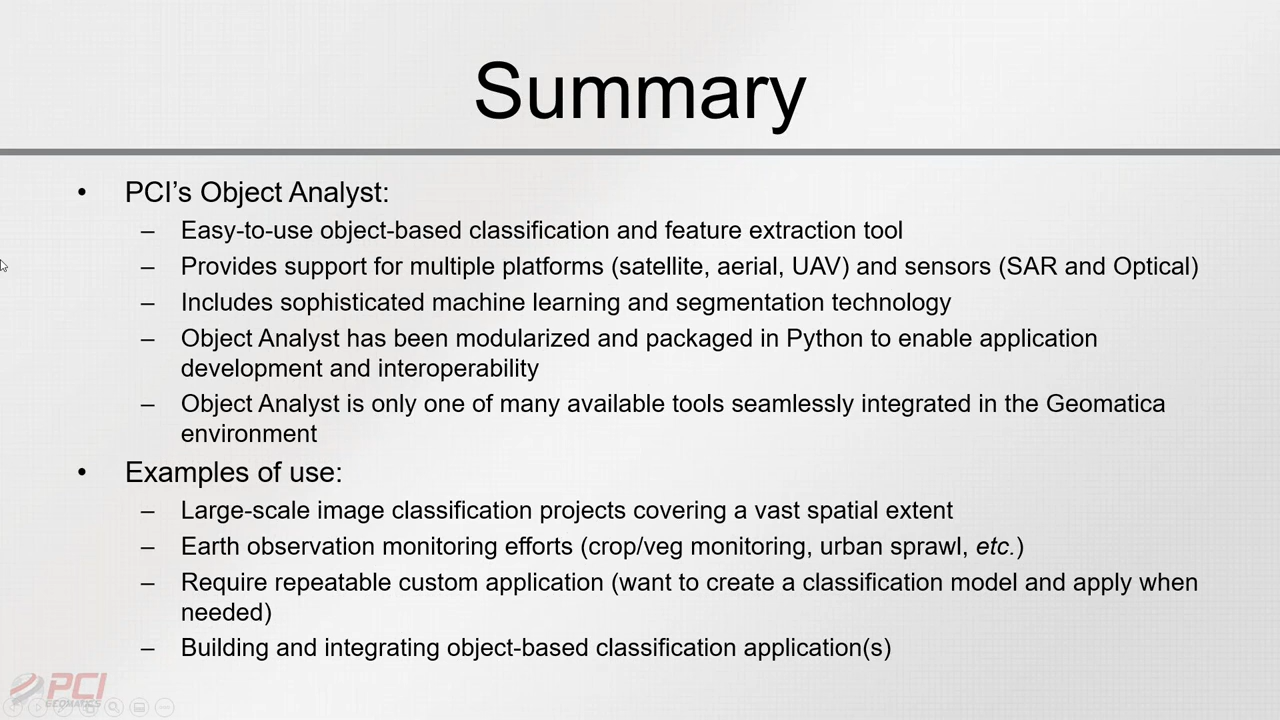 Summary
• PCI’s Object Analyst:
– Easy-to-use object-based classification and feature extraction tool
– Provides support for multiple platforms (satellite, aerial, UAV) and sensors (SAR and Optical)
– Includes sophisticated machine learning and segmentation technology
– Object Analyst has been modularized and packaged in Python to enable application
development and interoperability
– Object Analyst is only one of many available tools seamlessly integrated in the Geomatica
environment
• Examples of use:
– Large-scale image classification projects covering a vast spatial extent
– Earth observation monitoring efforts (crop/veg monitoring, urban sprawl, etc.)
– Require repeatable custom application (want to create a classification model and apply when
needed)
– Building and integrating object-based classification application(s)
PCI
GEOMATICS